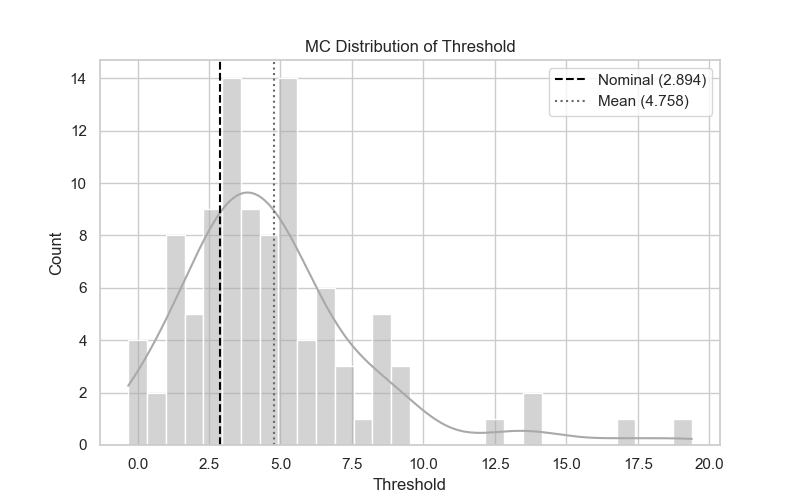 MC Distribution of Threshold
Nominal (2.894)
Mean (4.758)
Count
14
12
10
8
6
4
2
0
0.0 2.5 5.0 7.5 10.0 12.5 15.0 17.5 20.0
Threshold